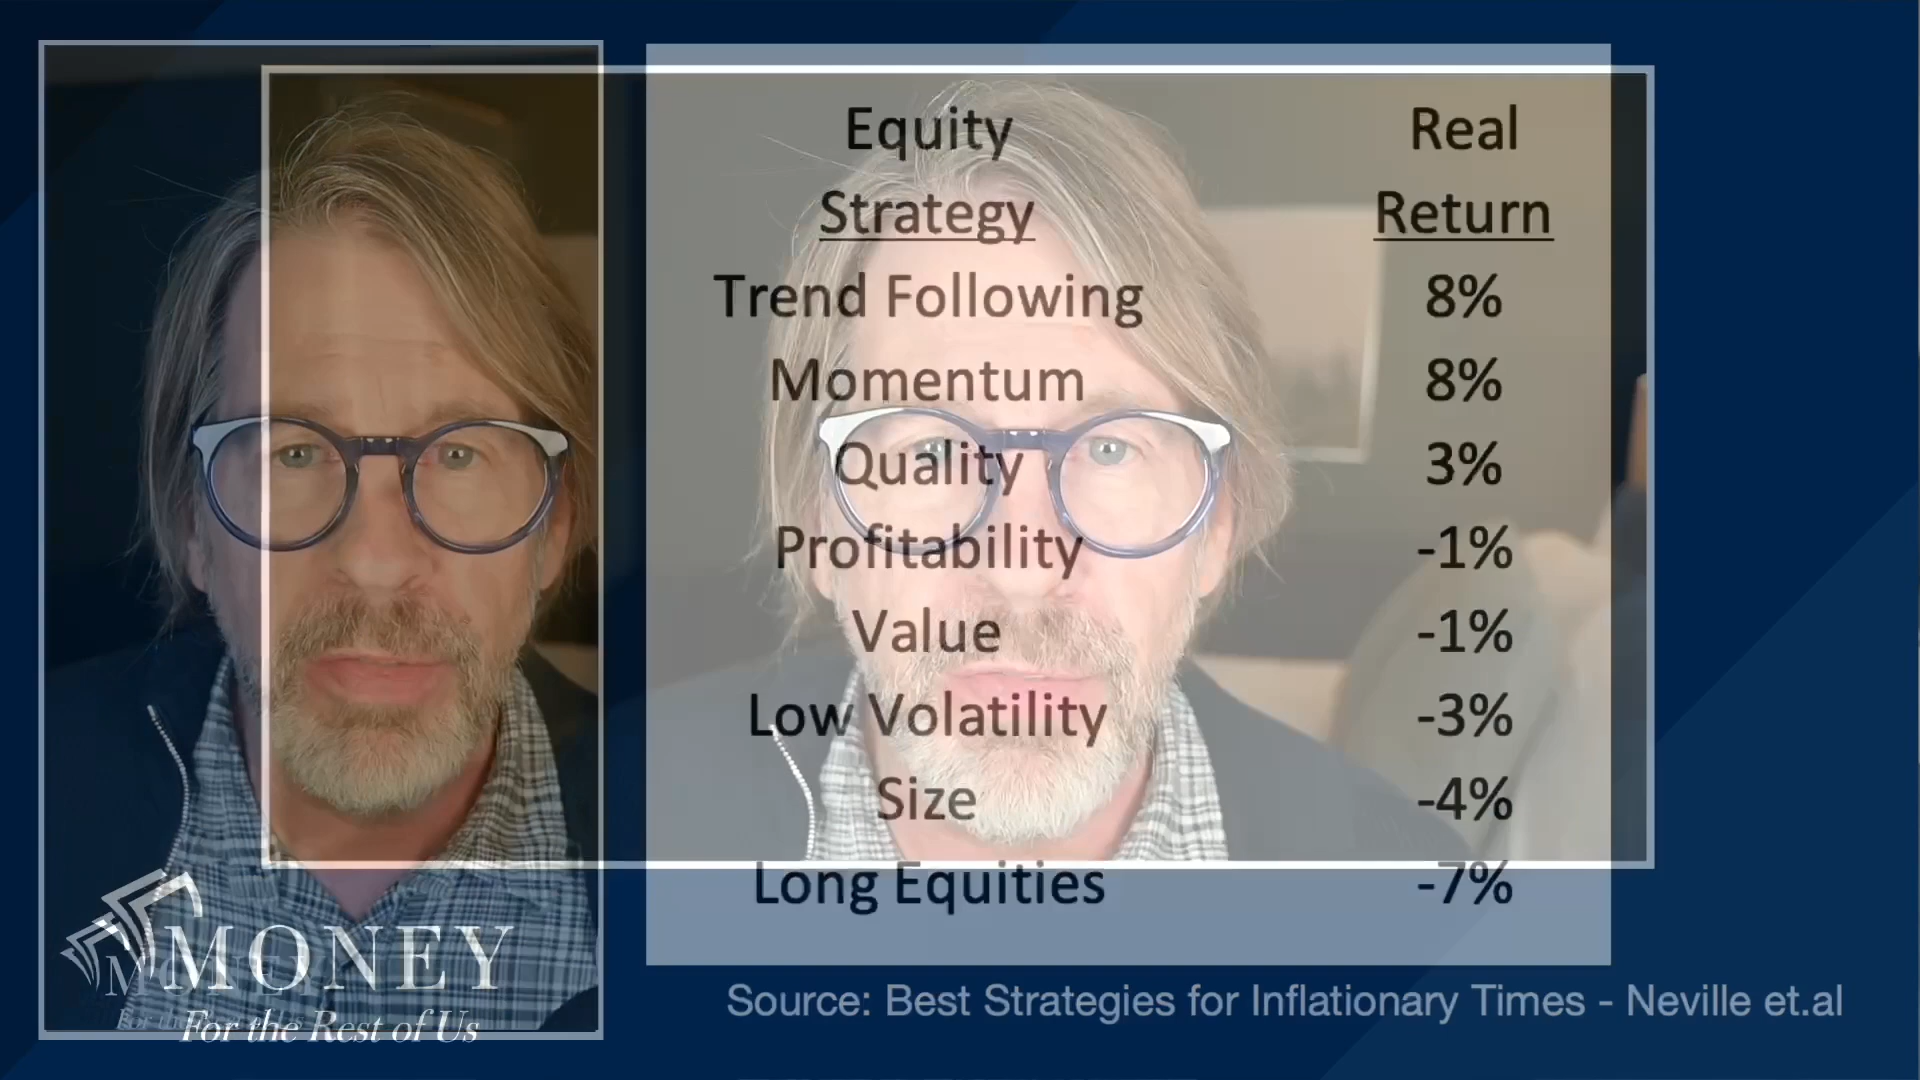 Equity Real
Strategy Return
Trend Following 8%
Momentum 8%
Quality 3%
Profitability -1%
Value -1%
Low Volatility -3%
Size -4%
Long Equities -7%
MONEY
For the Rest of Us
Source: Best Strategies for Inflationary Times - Neville et.al